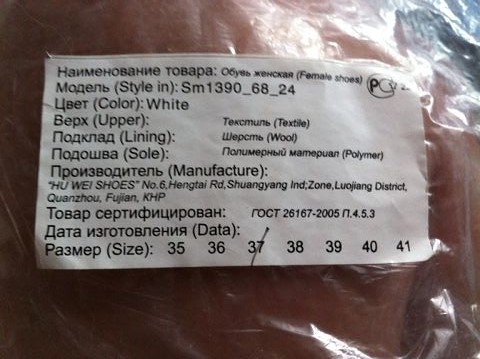 Наименование товара: Обувь женская (Female shoes)
Модель (Style in): Sm1390_68_24
Цвет (Color): White
Верх (Upper): Текстиль (Textile)
Подклад (Lining): Шерсть (Wool)
Подошва (Sole): Полимерный материал (Polymer)
Производитель (Manufacture):
"HU WEI SHOES" No.6,Hengtai Rd,Shuangyang Ind;Zone,Luojiang District,
Quanzhou, Fujian, КНР
Товар сертифицирован: ГОСТ 26167-2005 П.4.5.3
Дата изготовления (Data):
Размер (Size): 35 36 37 38 39 40 41